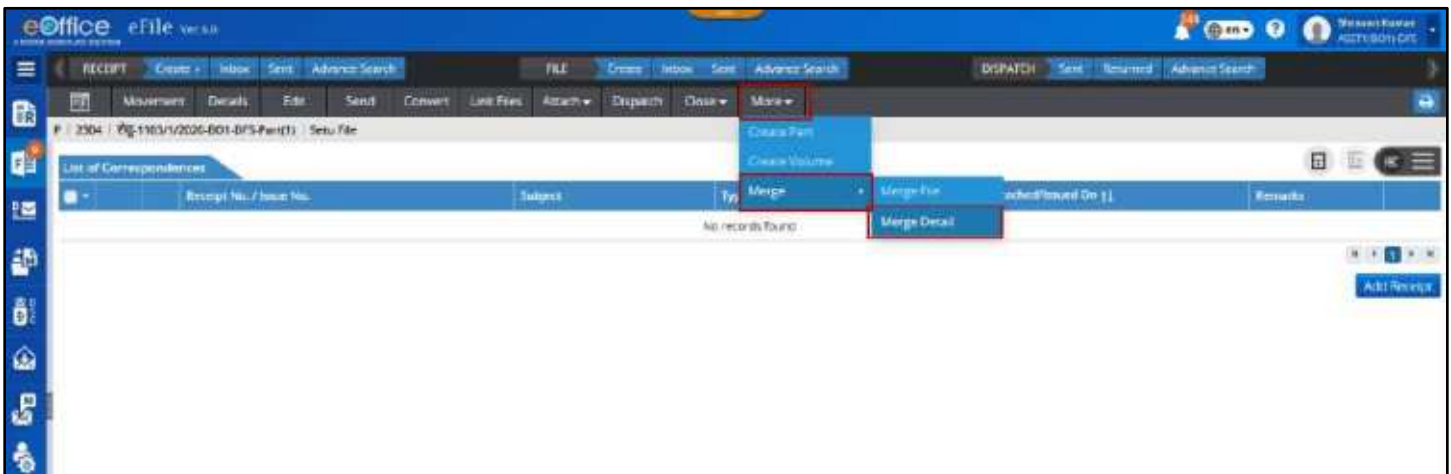 eOffice eFile
en ?
RECEIPT Create Inbox Sent Advance Search FILE Create Inbox Sent Advance Search DISPATCH Sent Returned Advance Search
Movement Details Edit Send Convert Link Files Attach Dispatch Close More
Setu File
Create Part
Create Volume
List of Correspondences
Merge Merge File
Receipt No. / Issue No. Subject Remarks
Merge Detail
No records found
1
Add Receipt